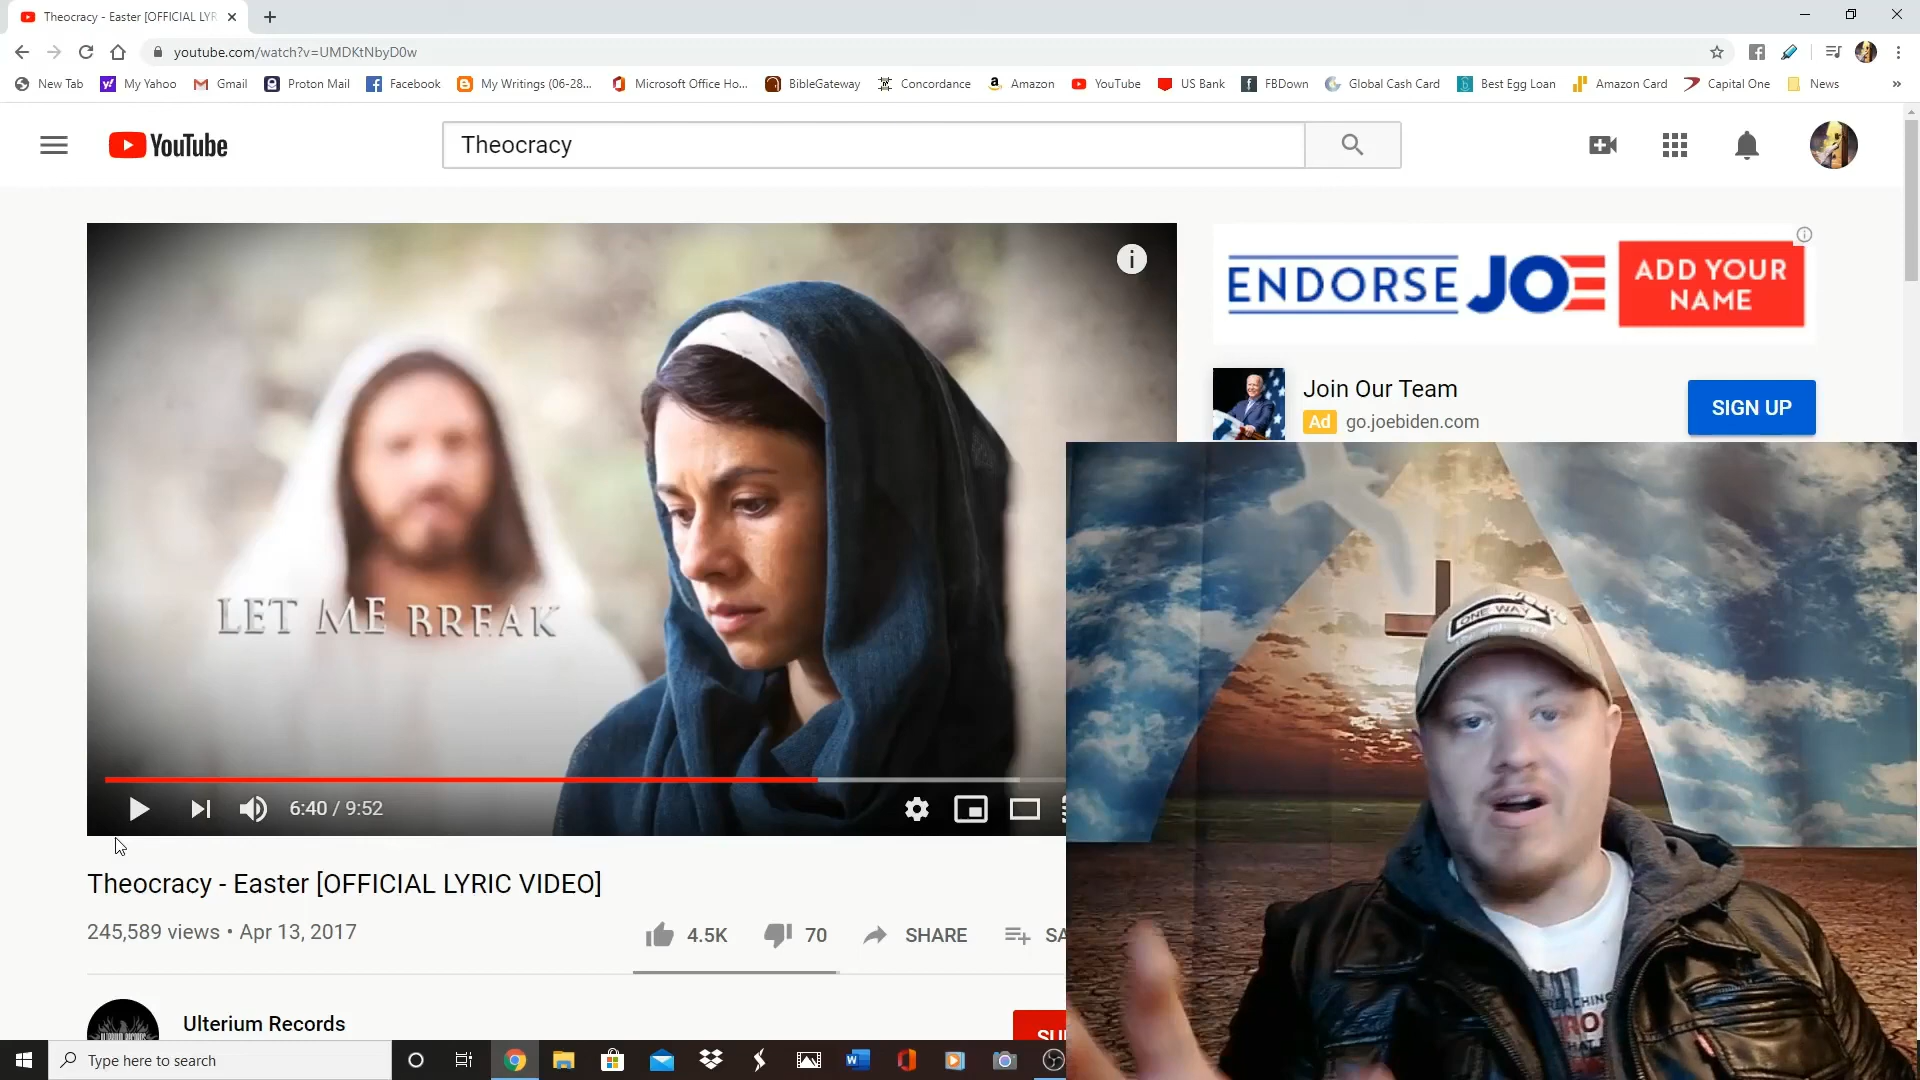 Theocracy - Easter [OFFICIAL LYR
youtube.com/watch?v=UMDKtNbyD0w
New Tab My Yahoo Gmail Proton Mail Facebook My Writings (06-28... Microsoft Office Ho... BibleGateway Concordance Amazon YouTube US Bank FBDown Global Cash Card Best Egg Loan Amazon Card Capital One News »
YouTube
Theocracy
ENDORSE JOE ADD YOUR
NAME
Join Our Team
Ad go.joebiden.com
SIGN UP
LET ME BREAK
6:40 / 9:52
Theocracy - Easter [OFFICIAL LYRIC VIDEO]
245,589 views • Apr 13, 2017
4.5K 70 SHARE SA
Ulterium Records
SU
ONE WAY
Type here to search